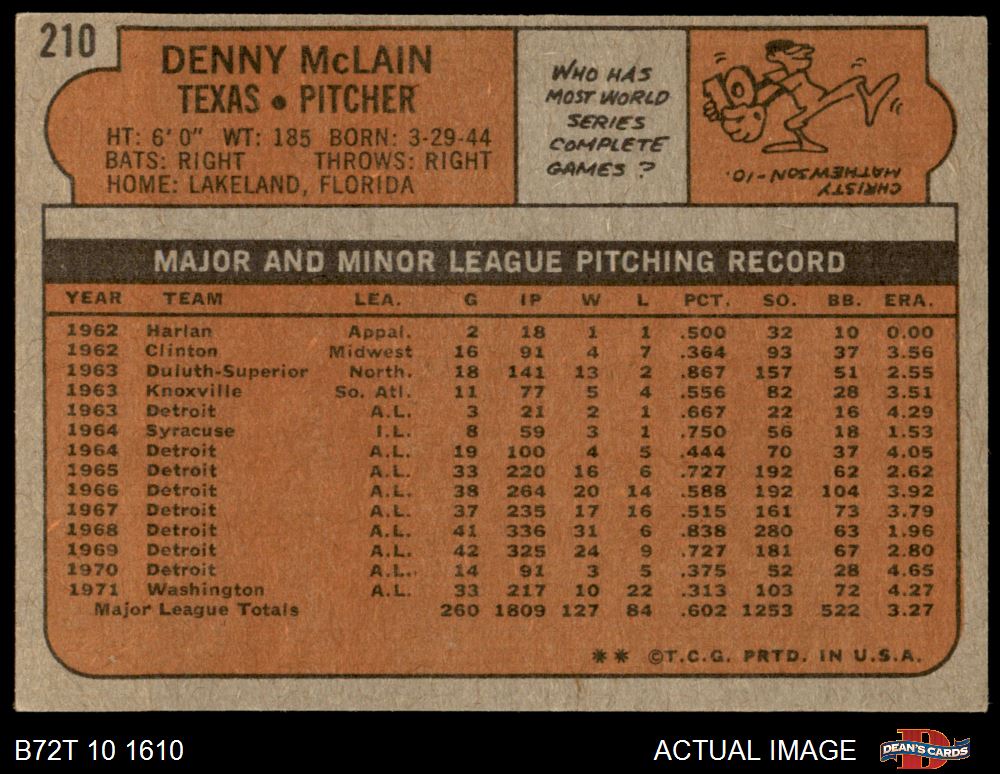 210
DENNY McLAIN
TEXAS • PITCHER
HT: 6' 0" WT: 185 BORN: 3-29-44
BATS: RIGHT THROWS: RIGHT
HOME: LAKELAND, FLORIDA
WHO HAS
MOST WORLD
SERIES
COMPLETE
GAMES ?
10
CHRISTY
MATHEWSON-10.
MAJOR AND MINOR LEAGUE PITCHING RECORD
YEAR TEAM LEA. G IP W L PCT. SO. BB. ERA.
1962 Harlan Appal. 2 18 1 1 .500 32 10 0.00
1962 Clinton Midwest 16 91 4 7 .364 93 37 3.56
1963 Duluth-Superior North. 18 141 13 2 .867 157 51 2.55
1963 Knoxville So. Atl. 11 77 5 4 .556 82 28 3.51
1963 Detroit A.L. 3 21 2 1 .667 22 16 4.29
1964 Syracuse I.L. 8 59 3 1 .750 56 18 1.53
1964 Detroit A.L. 19 100 4 5 .444 70 37 4.05
1965 Detroit A.L. 33 220 16 6 .727 192 62 2.62
1966 Detroit A.L. 38 264 20 14 .588 192 104 3.92
1967 Detroit A.L. 37 235 17 16 .515 161 73 3.79
1968 Detroit A.L. 41 336 31 6 .838 280 63 1.96
1969 Detroit A.L. 42 325 24 9 .727 181 67 2.80
1970 Detroit A.L. 14 91 3 5 .375 52 28 4.65
1971 Washington A.L. 33 217 10 22 .313 103 72 4.27
Major League Totals 260 1809 127 84 .602 1253 522 3.27
** ©T.C.G. PRTD. IN U.S.A.
B72T 10 1610
ACTUAL IMAGE
DEAN'S CARDS